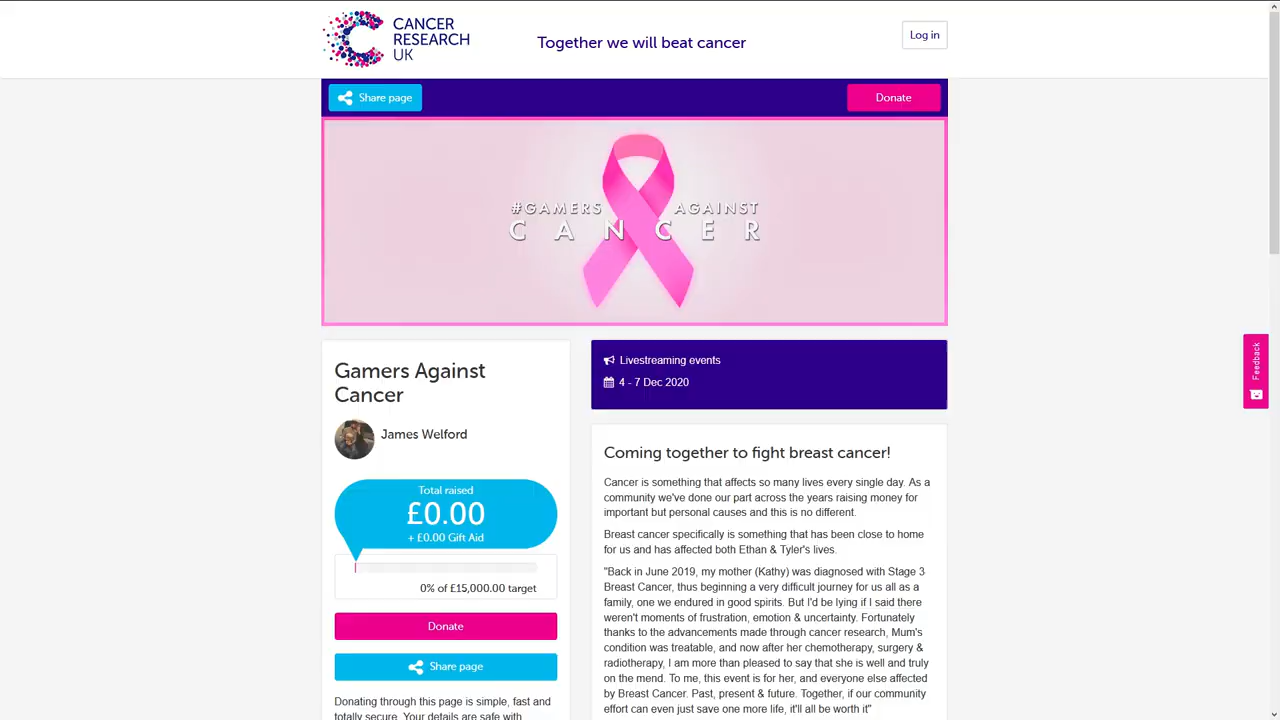 CANCER
RESEARCH
UK
Together we will beat cancer
Log in
Share page
Donate
#GAMERS AGAINST
CANCER
Gamers Against
Cancer
James Welford
Total raised
£0.00
+ £0.00 Gift Aid
0% of £15,000.00 target
Donate
Share page
Donating through this page is simple, fast and
totally secure. Your details are safe with
Livestreaming events
4 - 7 Dec 2020
Coming together to fight breast cancer!
Cancer is something that affects so many lives every single day. As a
community we've done our part across the years raising money for
important but personal causes and this is no different.
Breast cancer specifically is something that has been close to home
for us and has affected both Ethan & Tyler's lives.
"Back in June 2019, my mother (Kathy) was diagnosed with Stage 3
Breast Cancer, thus beginning a very difficult journey for us all as a
family, one we endured in good spirits. But I'd be lying if I said there
weren't moments of frustration, emotion & uncertainty. Fortunately
thanks to the advancements made through cancer research, Mum's
condition was treatable, and now after her chemotherapy, surgery &
radiotherapy, I am more than pleased to say that she is well and truly
on the mend. To me, this event is for her, and everyone else affected
by Breast Cancer. Past, present & future. Together, if our community
effort can even just save one more life, it'll all be worth it"
Feedback